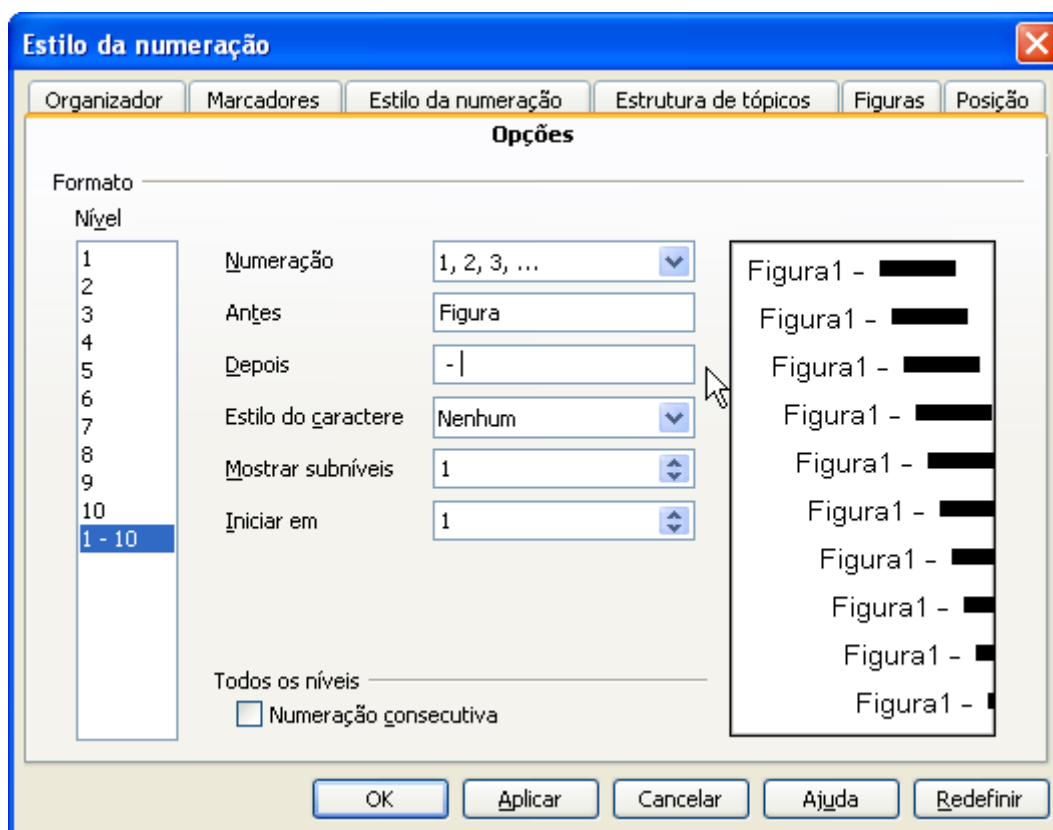 Estilo da numeração
Organizador Marcadores Estilo da numeração Estrutura de tópicos Figuras Posição
Opções
Formato
Nível
1
2
3
4
5
6
7
8
9
10
1 - 10
Numeração 1, 2, 3, ...
Antes Figura
Depois -
Estilo do caractere Nenhum
Mostrar subníveis 1
Iniciar em 1
Figura1 -
Figura1 -
Figura1 -
Figura1 -
Figura1 -
Figura1 -
Figura1 -
Figura1 -
Figura1 -
Figura1 -
Todos os níveis
Numeração consecutiva
OK Aplicar Cancelar Ajuda Redefinir